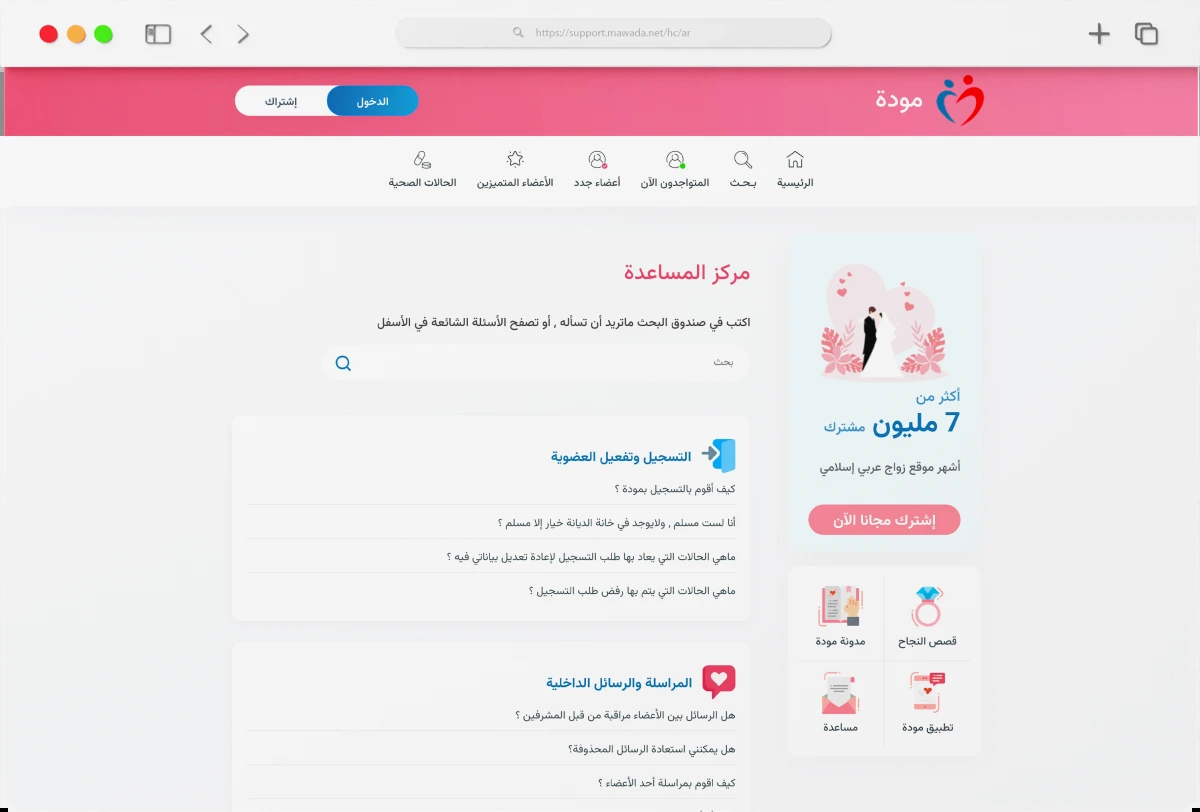 https://support.mawada.net/hc/ar
مودة
الدخول
إشتراك
الرئيسية
بـحـث
المتواجدون الآن
أعضاء جدد
الأعضاء المتميزين
الحالات الصحية
مركز المساعدة
اكتب في صندوق البحث ماتريد أن تسأله , أو تصفح الأسئلة الشائعة في الأسفل
بحث
التسجيل وتفعيل العضوية
كيف أقوم بالتسجيل بمودة ؟
أنا لست مسلم , ولايوجد في خانة الديانة خيار إلا مسلم ؟
ماهي الحالات التي يعاد بها طلب التسجيل لإعادة تعديل بياناتي فيه ؟
ماهي الحالات التي يتم بها رفض طلب التسجيل ؟
المراسلة والرسائل الداخلية
هل الرسائل بين الأعضاء مراقبة من قبل المشرفين ؟
هل يمكنني استعادة الرسائل المحذوفة؟
كيف اقوم بمراسلة أحد الأعضاء ؟
أكثر من
7 مليون مشترك
أشهر موقع زواج عربي إسلامي
إشترك مجانا الآن
قصص النجاح
مدونة مودة
تطبيق مودة
مساعدة